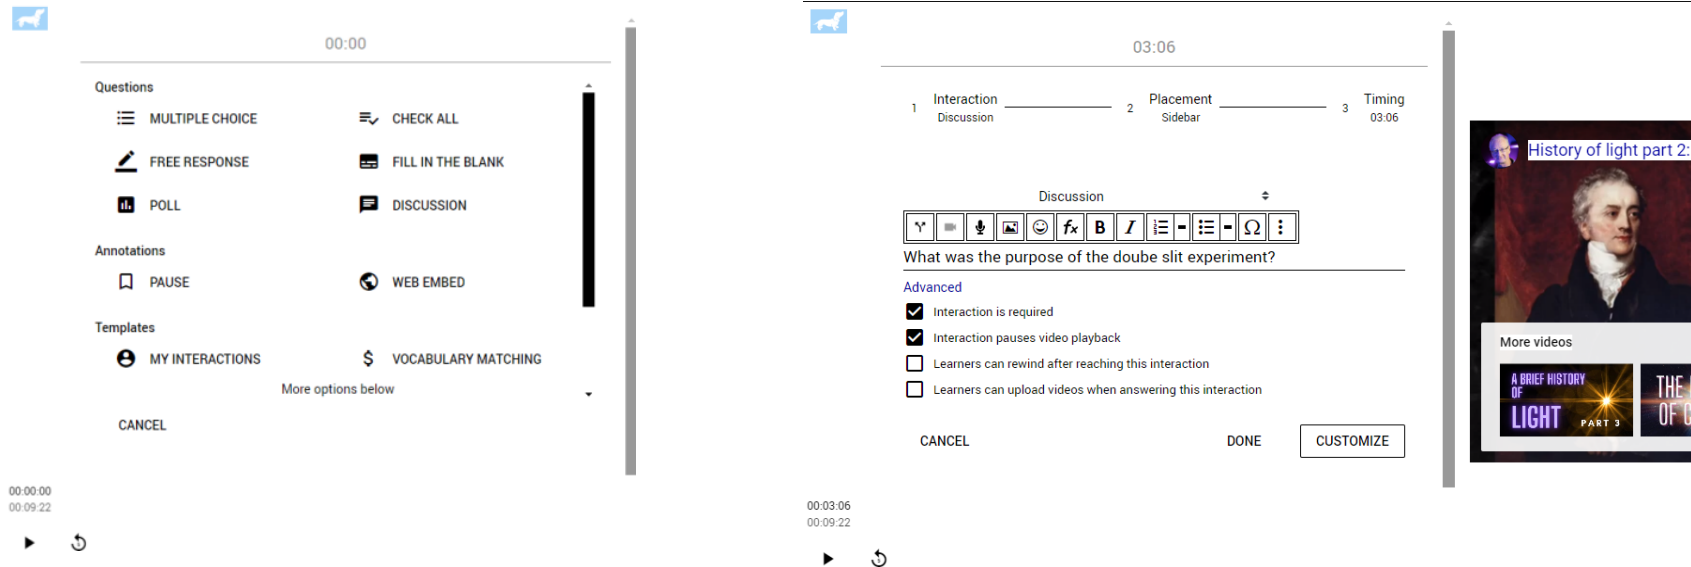 00:00
Questions
MULTIPLE CHOICE
CHECK ALL
FREE RESPONSE
FILL IN THE BLANK
POLL
DISCUSSION
Annotations
PAUSE
WEB EMBED
Templates
MY INTERACTIONS
$ VOCABULARY MATCHING
More options below
CANCEL
00:00:00
00:09:22
03:06
1 Interaction 2 Placement 3 Timing
Discussion Sidebar 03:06
Discussion
fx B I Ω
What was the purpose of the doube slit experiment?
Advanced
Interaction is required
Interaction pauses video playback
Learners can rewind after reaching this interaction
Learners can upload videos when answering this interaction
CANCEL DONE CUSTOMIZE
00:03:06
00:09:22
History of light part 2:
More videos
A BRIEF HISTORY
OF
LIGHT
PART 3
THE
OF